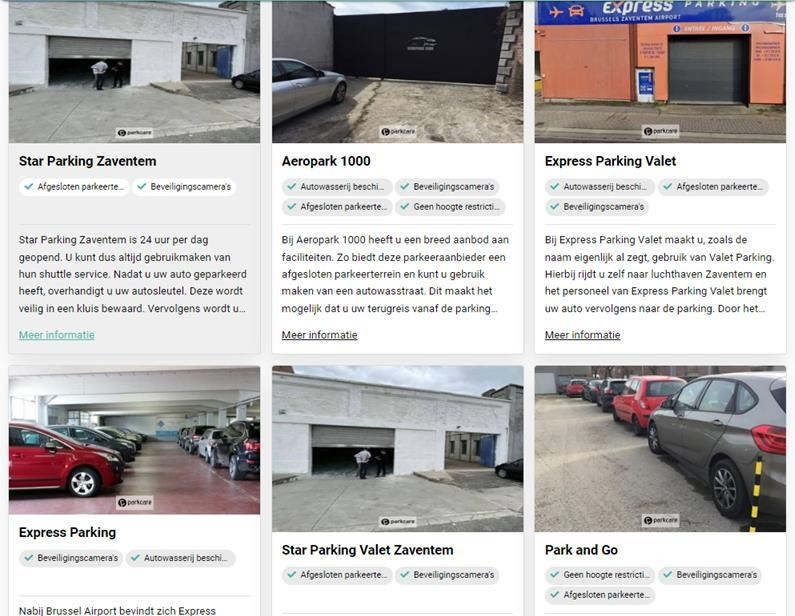 Express PARKING
BRUSSELS ZAVENTEM AIRPORT
ENTRÉE / INGANG
AEROPARK 1000
parkcare
parkcare
parkcare
Star Parking Zaventem
Afgesloten parkeerte...
Beveiligingscamera's
Star Parking Zaventem is 24 uur per dag
geopend. U kunt dus altijd gebruikmaken van
hun shuttle service. Nadat u uw auto geparkeerd
heeft, overhandigt u uw autosleutel. Deze wordt
veilig in een kluis bewaard. Vervolgens wordt u...
Meer informatie
Aeropark 1000
Autowasserij beschi...
Beveiligingscamera's
Afgesloten parkeerte...
Geen hoogte restricti...
Bij Aeropark 1000 heeft u een breed aanbod aan
faciliteiten. Zo biedt deze parkeeraanbieder een
afgesloten parkeerterrein en kunt u gebruik
maken van een autowasstraat. Dit maakt het
mogelijk dat u uw terugreis vanaf de parking...
Meer informatie
Express Parking Valet
Autowasserij beschi...
Afgesloten parkeerte...
Beveiligingscamera's
Bij Express Parking Valet maakt u, zoals de
naam eigenlijk al zegt, gebruik van Valet Parking.
Hierbij rijdt u zelf naar luchthaven Zaventem en
het personeel van Express Parking Valet brengt
uw auto vervolgens naar de parking. Door het...
Meer informatie
parkcare
parkcare
parkcare
Express Parking
Beveiligingscamera's
Autowasserij beschi...
Nabij Brussel Airport bevindt zich Express
Star Parking Valet Zaventem
Afgesloten parkeerte...
Beveiligingscamera's
Park and Go
Geen hoogte restricti...
Beveiligingscamera's
Afgesloten parkeerte...